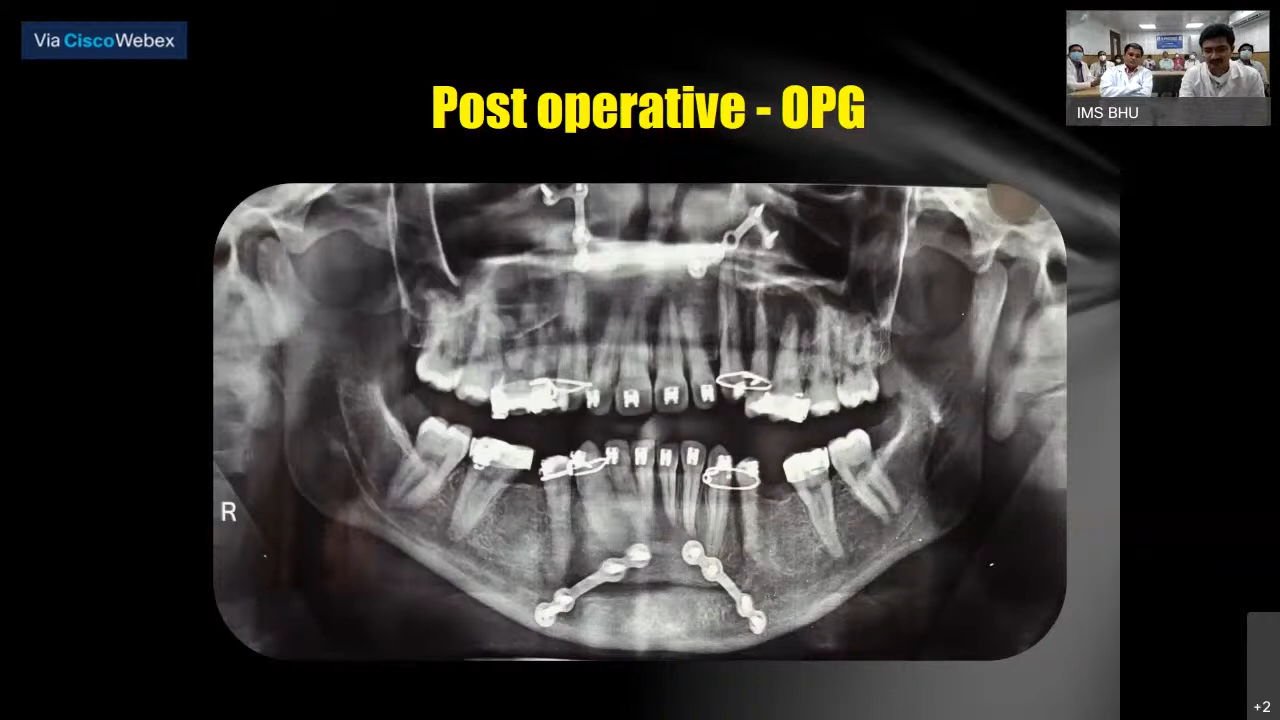 Via CiscoWebex
IMS BHU
Post operative - OPG
R
+2